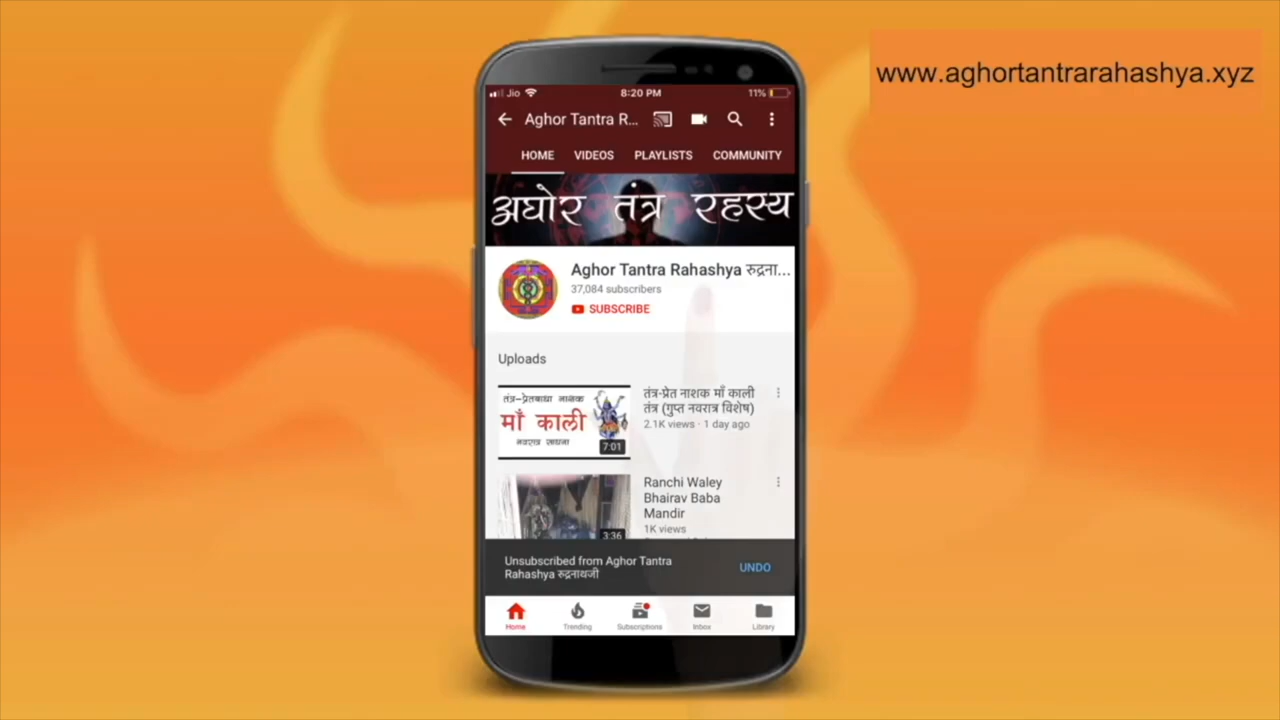 www.aghortantrarahashya.xyz
Jio 8:20 PM 11%
Aghor Tantra R...
HOME VIDEOS PLAYLISTS COMMUNITY
अघोर तंत्र रहस्य
Aghor Tantra Rahashya रुद्रना...
37,084 subscribers
SUBSCRIBE
Uploads
तंत्र-प्रेतबाधा नाशक
माँ काली
नवरात्र साधना
7:01
तंत्र-प्रेत नाशक माँ काली
तंत्र (गुप्त नवरात्र विशेष)
2.1K views · 1 day ago
3:36
Ranchi Waley
Bhairav Baba
Mandir
1K views
Unsubscribed from Aghor Tantra
Rahashya रुद्रनाथजी
UNDO
Home Trending Subscriptions Inbox Library